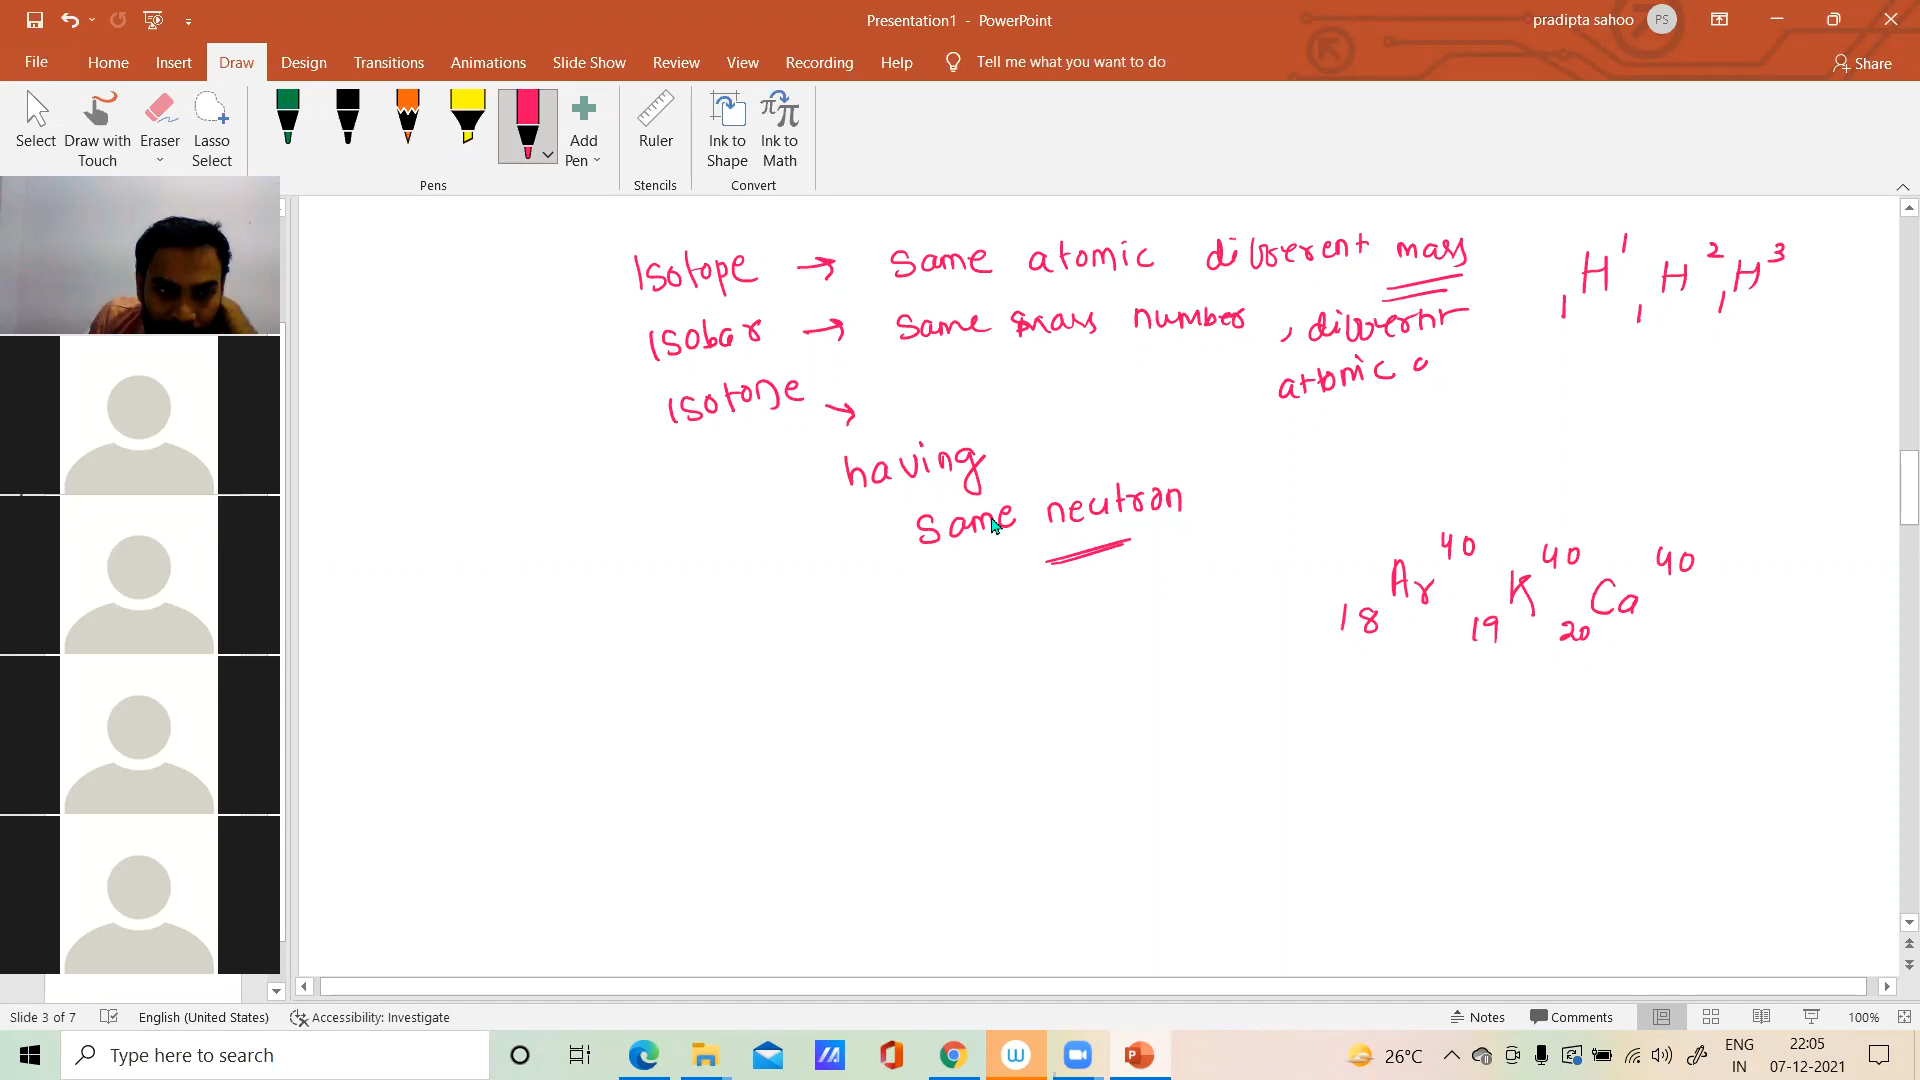 Presentation1 - PowerPoint
pradipta sahoo PS
File Home Insert Draw Design Transitions Animations Slide Show Review View Recording Help Tell me what you want to do Share
Select Draw with Touch Eraser Lasso Select Add Pen Ruler Ink to Shape Ink to Math
Pens Stencils Convert
Isotope → Same atomic different mass
1H1 1H2 1H3
Isobar → Same mass number, different
atomic
Isotone →
having
Same neutron
18Ar40 19K40 20Ca40
Slide 3 of 7 English (United States) Accessibility: Investigate Notes Comments 100%
Type here to search 26°C ENG IN 22:05 07-12-2021